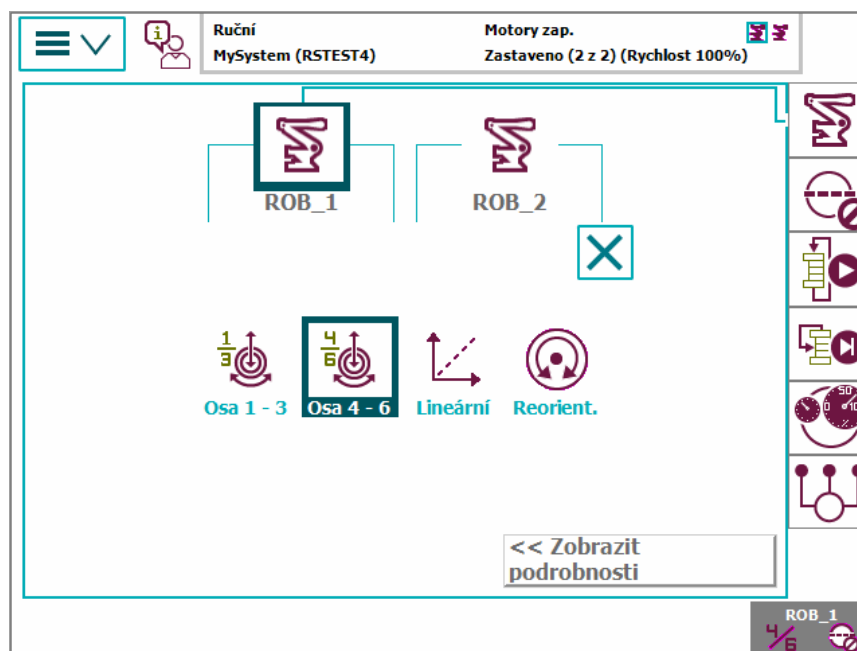 Ruční
Motory zap.
MySystem (RSTEST4)
Zastaveno (2 z 2) (Rychlost 100%)
ROB_1
ROB_2
1
3
4
6
Osa 1 - 3
Osa 4 - 6
Lineární
Reorient.
0
50
%
<< Zobrazit
podrobnosti
ROB_1
4/6